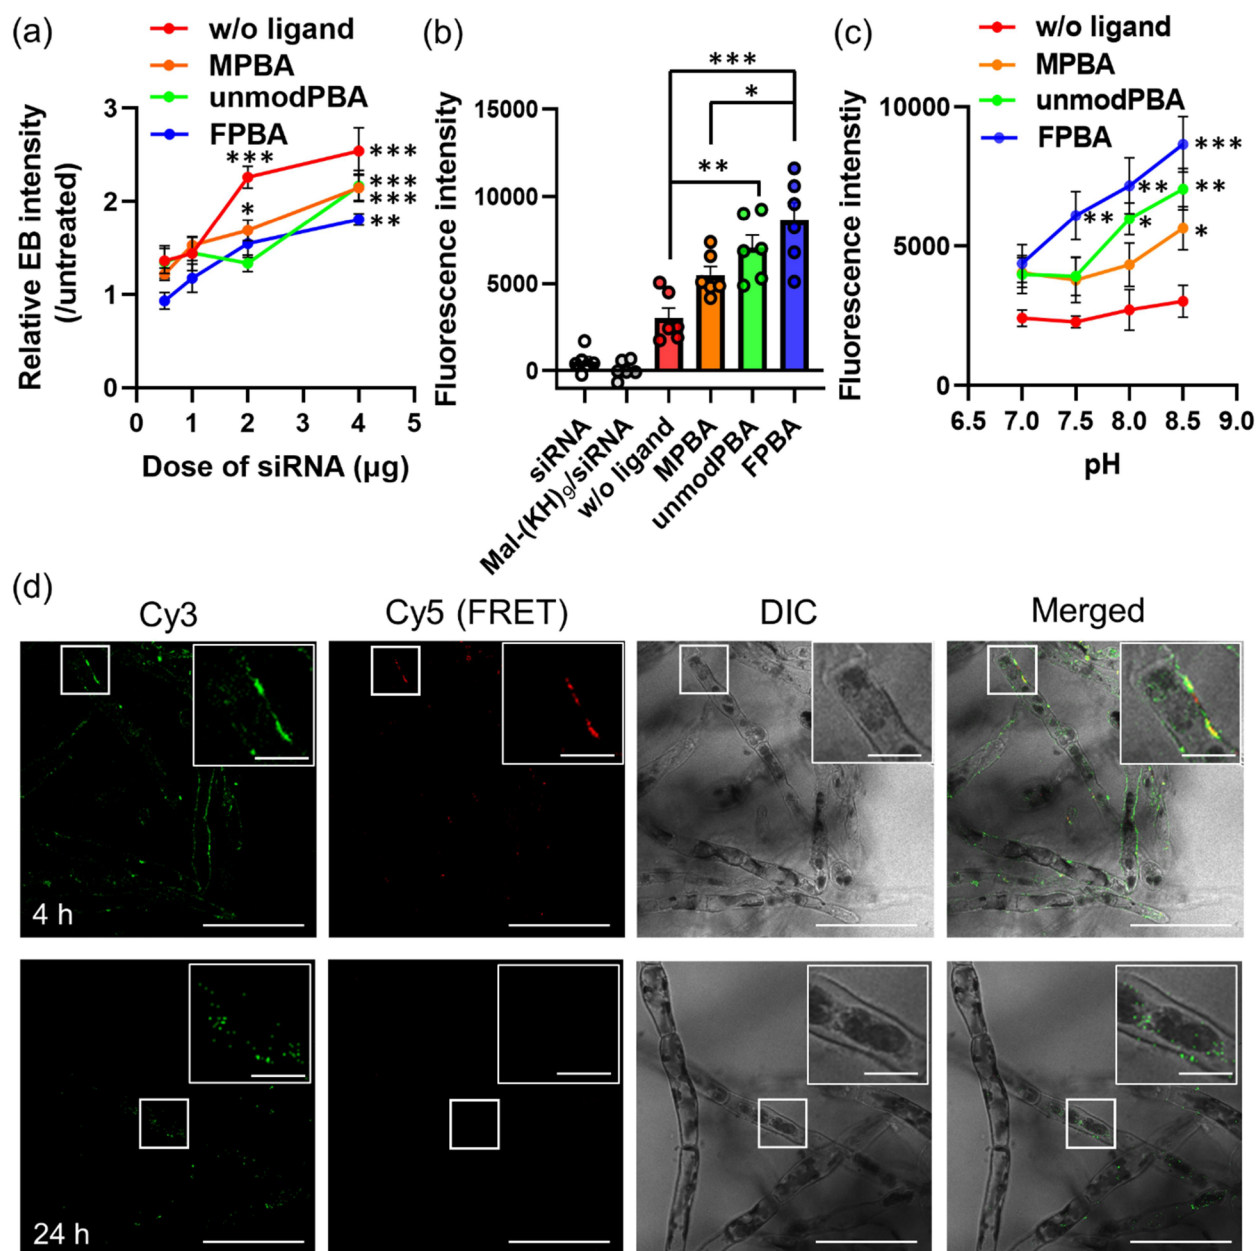 (a)
w/o ligand
MPBA
unmodPBA
FPBA
Relative EB intensity
(/untreated)
3
2
1
0
***
*
***
***
***
**
0 1 2 3 4 5
Dose of siRNA (μg)
(b)
Fluorescence intensity
15000
10000
5000
0
***
*
**
siRNA
Mal-(KH)9/siRNA
w/o ligand
MPBA
unmodPBA
FPBA
(c)
w/o ligand
MPBA
unmodPBA
FPBA
Fluorescence intenstiy
10000
5000
0
***
**
**
**
*
*
6.5 7.0 7.5 8.0 8.5 9.0
pH
(d)
Cy3 Cy5 (FRET) DIC Merged
4 h
24 h